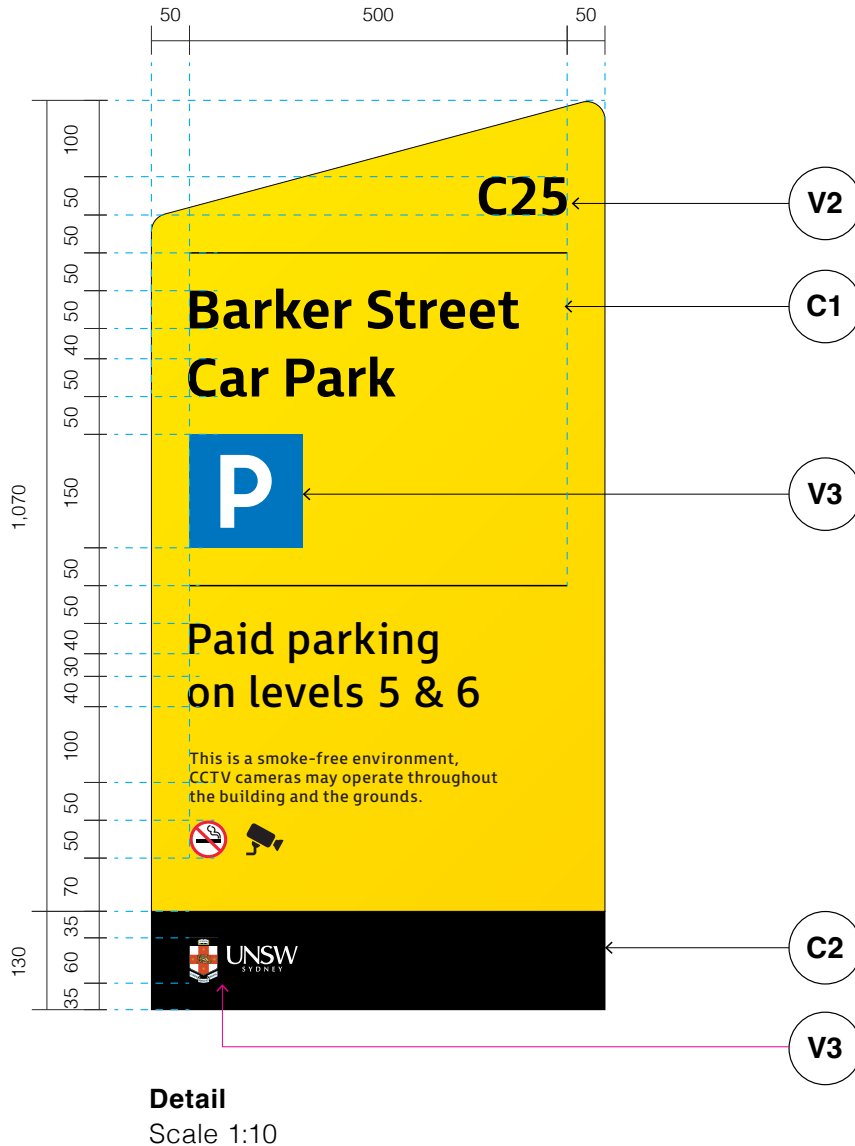 50 500 50
100
50
C25
V2
50
50
C1
50
Barker Street
40
Car Park
50
50
1,070
150
P
V3
50
50
40
Paid parking
30
40
on levels 5 & 6
100
This is a smoke-free environment,
CCTV cameras may operate throughout
the building and the grounds.
50
50
70
35
130
60
UNSW
SYDNEY
C2
35
V3
Detail
Scale 1:10